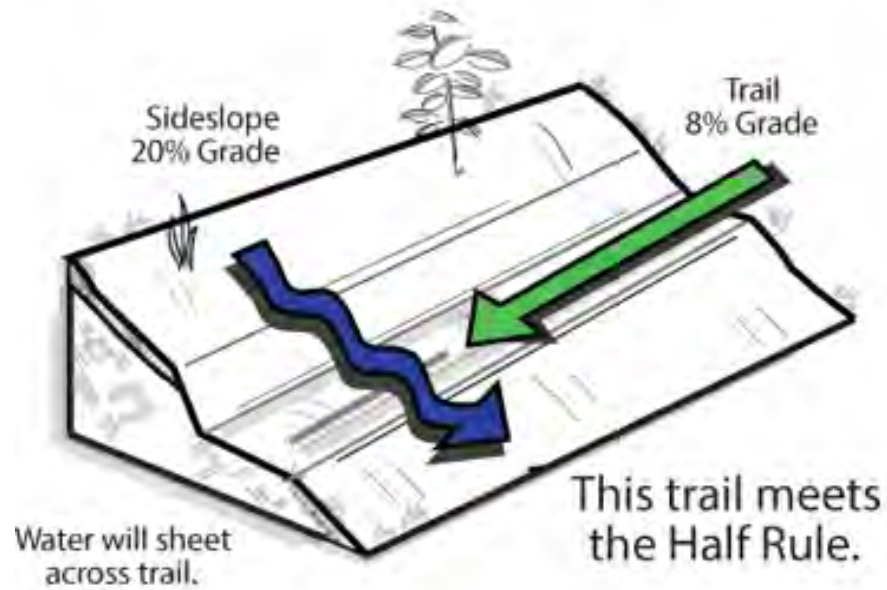 Sideslope
20% Grade
Trail
8% Grade
This trail meets
the Half Rule.
Water will sheet
across trail.